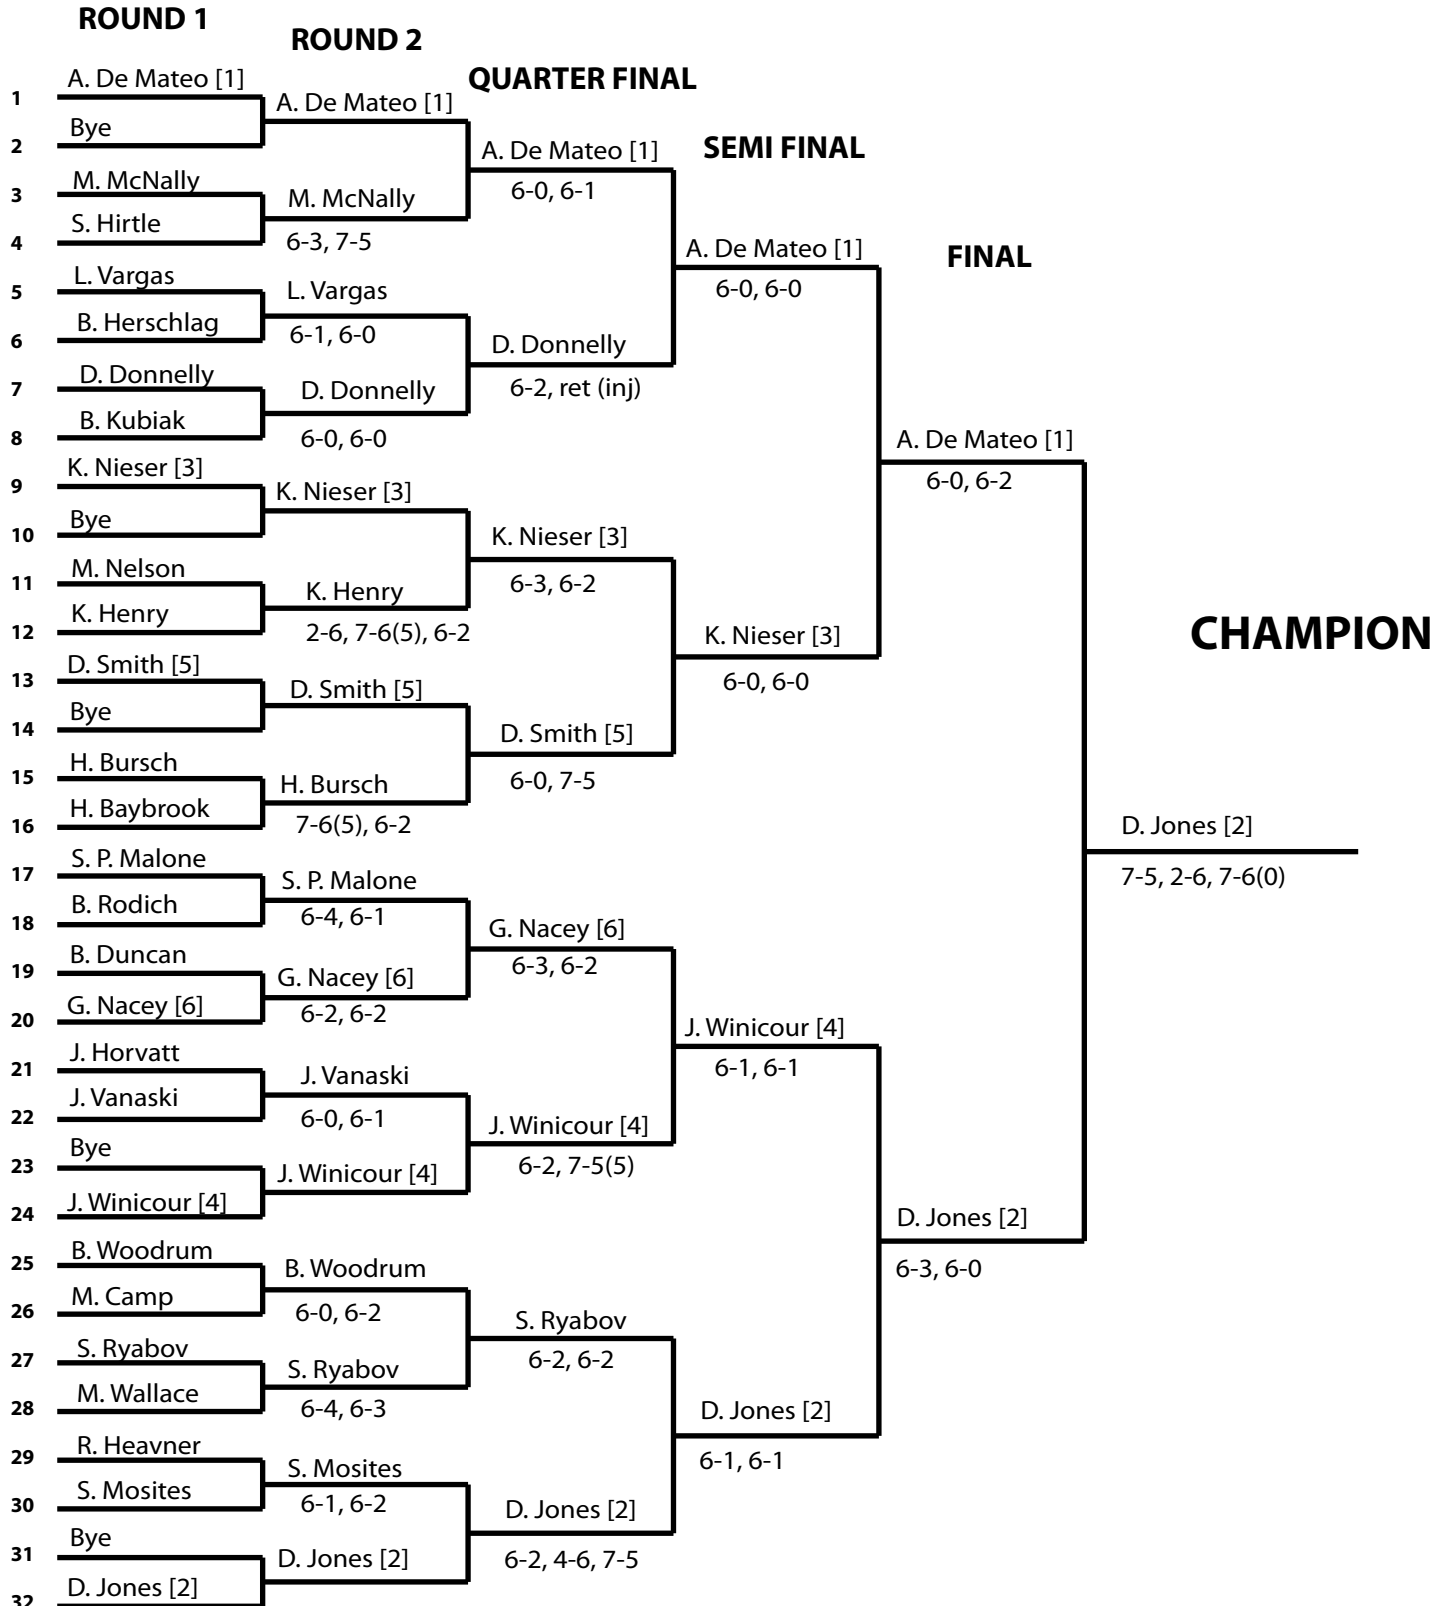 ROUND 1
ROUND 2
QUARTER FINAL
SEMI FINAL
FINAL
CHAMPION
1 A. De Mateo [1]
2 Bye
3 M. McNally
4 S. Hirtle
5 L. Vargas
6 B. Herschlag
7 D. Donnelly
8 B. Kubiak
9 K. Nieser [3]
10 Bye
11 M. Nelson
12 K. Henry
13 D. Smith [5]
14 Bye
15 H. Bursch
16 H. Baybrook
17 S. P. Malone
18 B. Rodich
19 B. Duncan
20 G. Nacey [6]
21 J. Horvatt
22 J. Vanaski
23 Bye
24 J. Winicour [4]
25 B. Woodrum
26 M. Camp
27 S. Ryabov
28 M. Wallace
29 R. Heavner
30 S. Mosites
31 Bye
32 D. Jones [2]
A. De Mateo [1]
M. McNally
6-3, 7-5
L. Vargas
6-1, 6-0
D. Donnelly
6-0, 6-0
K. Nieser [3]
K. Henry
2-6, 7-6(5), 6-2
D. Smith [5]
H. Bursch
7-6(5), 6-2
S. P. Malone
6-4, 6-1
G. Nacey [6]
6-2, 6-2
J. Vanaski
6-0, 6-1
J. Winicour [4]
B. Woodrum
6-0, 6-2
S. Ryabov
6-4, 6-3
S. Mosites
6-1, 6-2
D. Jones [2]
A. De Mateo [1]
6-0, 6-1
D. Donnelly
6-2, ret (inj)
K. Nieser [3]
6-3, 6-2
D. Smith [5]
6-0, 7-5
G. Nacey [6]
6-3, 6-2
J. Winicour [4]
6-2, 7-5(5)
S. Ryabov
6-2, 6-2
D. Jones [2]
6-2, 4-6, 7-5
A. De Mateo [1]
6-0, 6-0
K. Nieser [3]
6-0, 6-0
J. Winicour [4]
6-1, 6-1
D. Jones [2]
6-1, 6-1
A. De Mateo [1]
6-0, 6-2
D. Jones [2]
6-3, 6-0
D. Jones [2]
7-5, 2-6, 7-6(0)